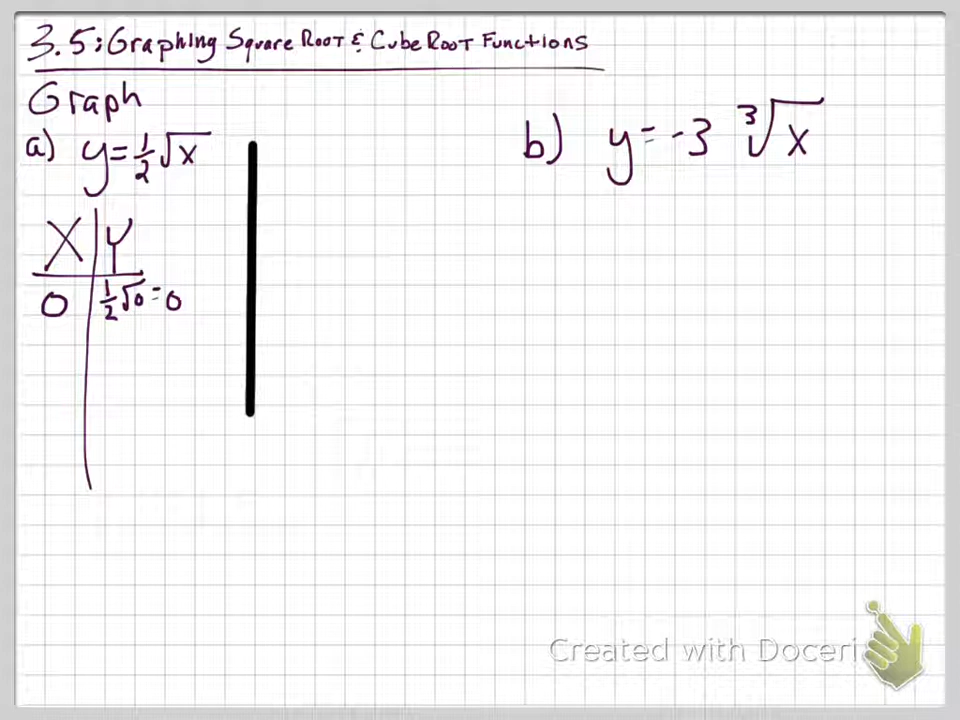 3.5: Graphing Square Root & Cube Root Functions
Graph
a) y = 1/2 √x
b) y = -3 ∛x
X | Y
0 | 1/2 √0 = 0
Created with Doceri